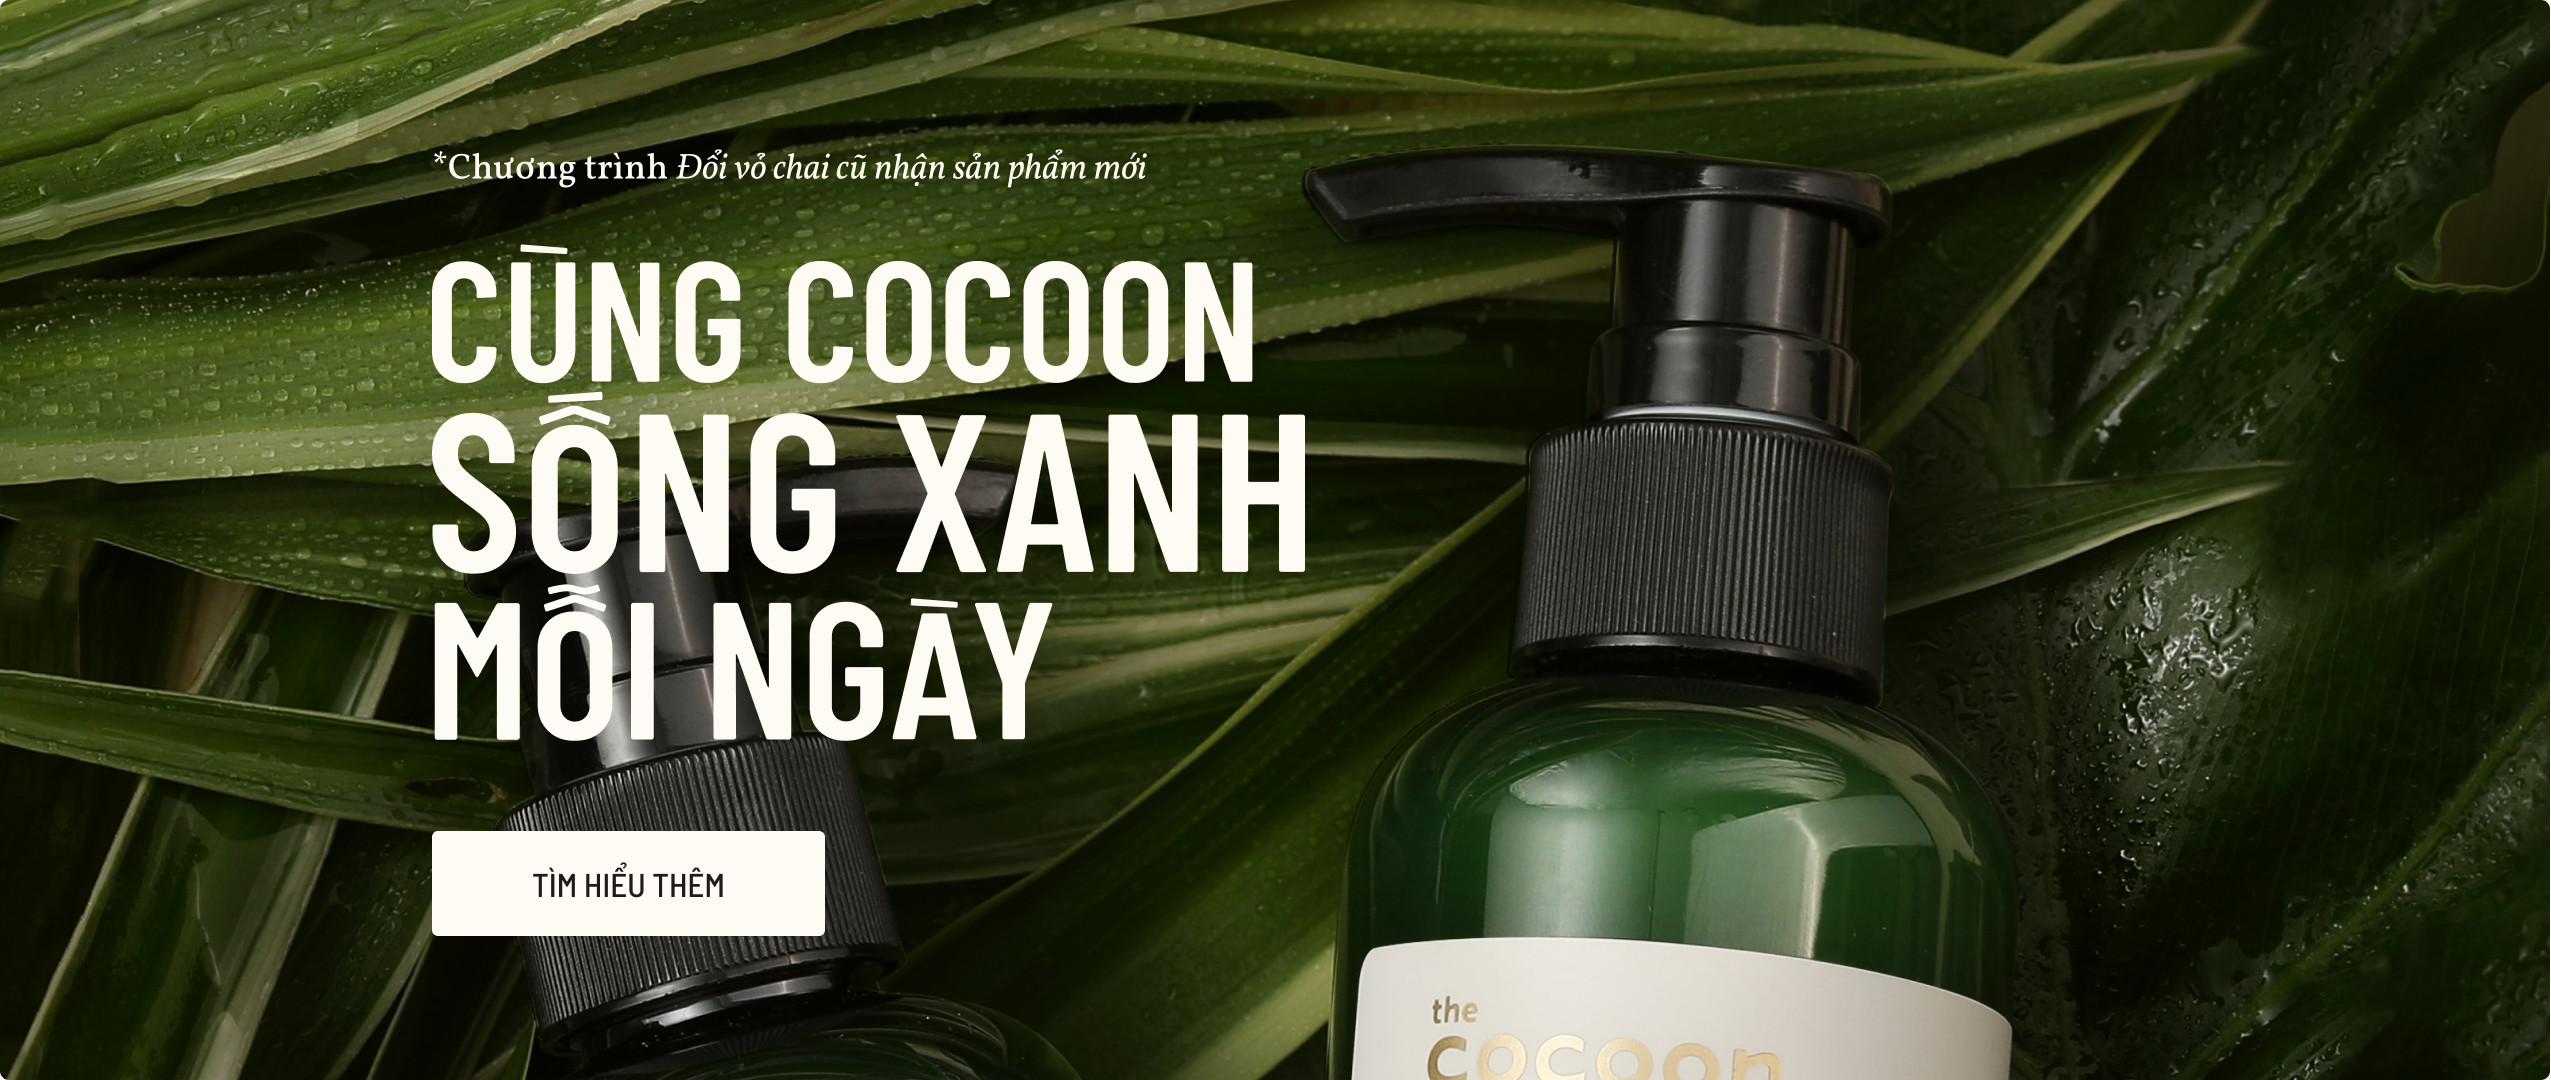 *Chương trình Đổi vỏ chai cũ nhận sản phẩm mới
CÙNG COCOON
SỐNG XANH
MỖI NGÀY
TÌM HIỂU THÊM
the
cocoon